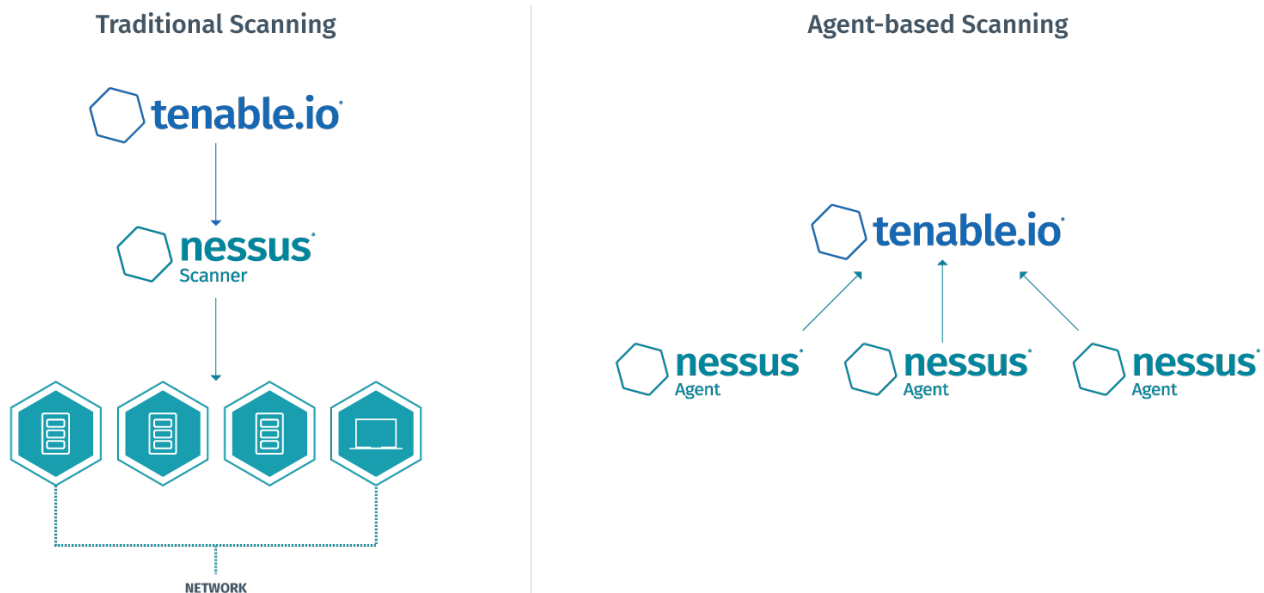 Traditional Scanning
tenable.io
nessus
Scanner
NETWORK
Agent-based Scanning
tenable.io
nessus
Agent
nessus
Agent
nessus
Agent